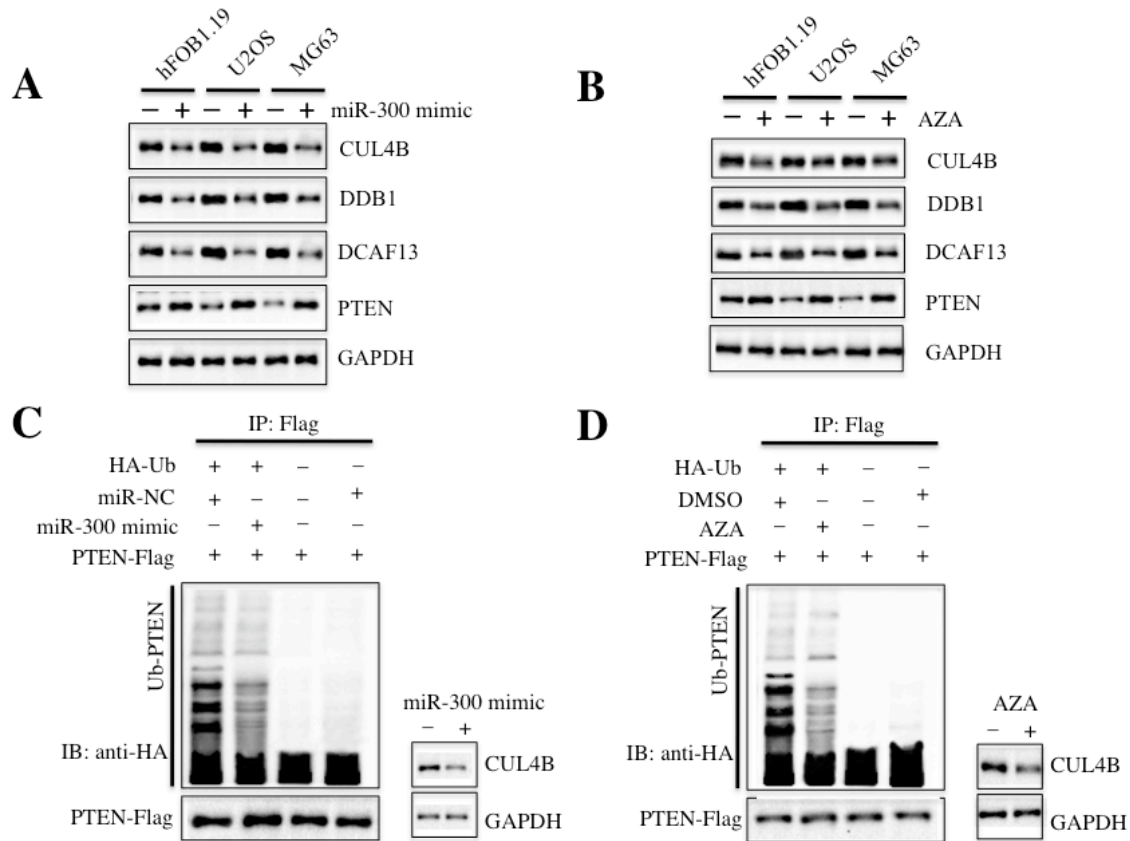 A
hFOB1.19 U2OS MG63
– + – + – + miR-300 mimic
CUL4B
DDB1
DCAF13
PTEN
GAPDH
B
hFOB1.19 U2OS MG63
– + – + – + AZA
CUL4B
DDB1
DCAF13
PTEN
GAPDH
C
IP: Flag
HA-Ub + + – –
miR-NC + – – +
miR-300 mimic – + – –
PTEN-Flag + + + +
Ub-PTEN
IB: anti-HA
PTEN-Flag
miR-300 mimic
– +
CUL4B
GAPDH
D
IP: Flag
HA-Ub + + – –
DMSO + – – +
AZA – + – –
PTEN-Flag + + + +
Ub-PTEN
IB: anti-HA
PTEN-Flag
AZA
– +
CUL4B
GAPDH